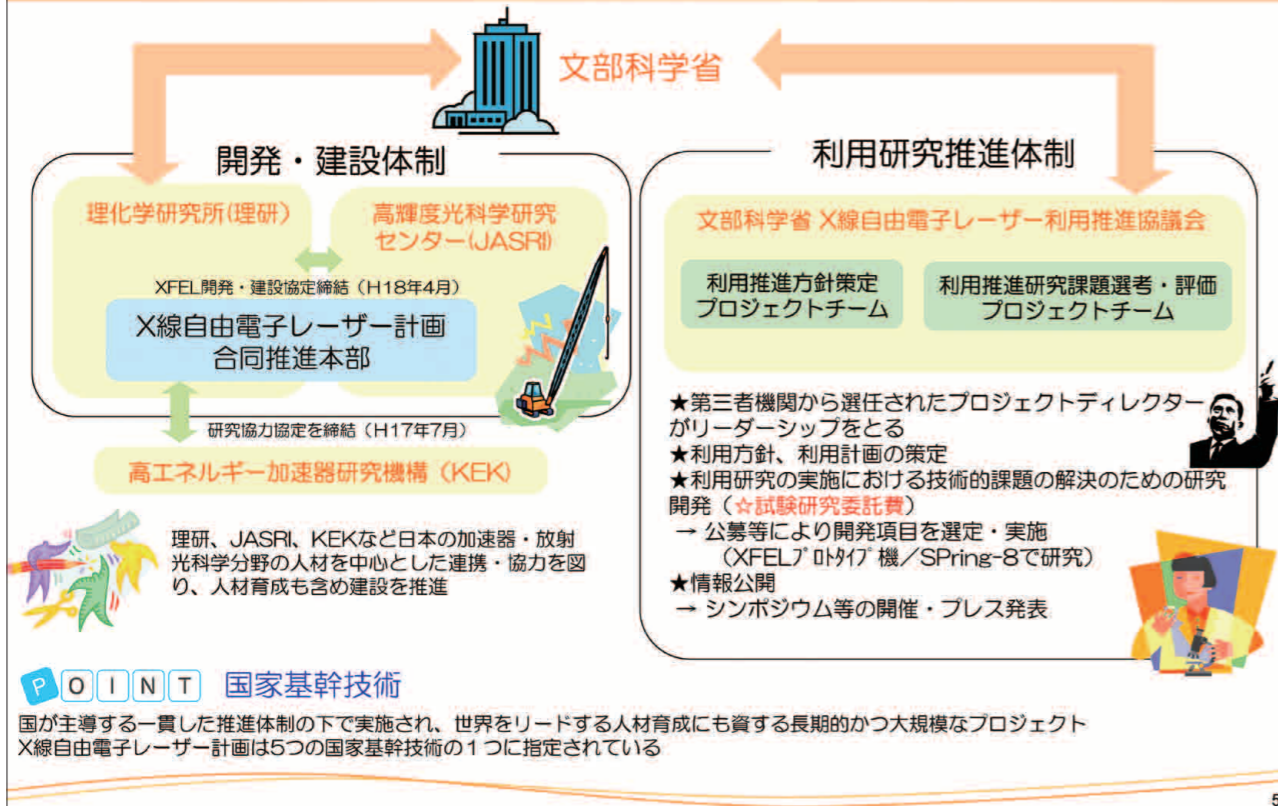 文部科学省
開発・建設体制
理化学研究所(理研)
高輝度光科学研究
センター(JASRI)
XFEL開発・建設協定締結（H18年4月）
X線自由電子レーザー計画
合同推進本部
研究協力協定を締結（H17年7月）
高エネルギー加速器研究機構（KEK）
理研、JASRI、KEKなど日本の加速器・放射
光科学分野の人材を中心とした連携・協力を図
り、人材育成も含め建設を推進
利用研究推進体制
文部科学省 X線自由電子レーザー利用推進協議会
利用推進方針策定
プロジェクトチーム
利用推進研究課題選考・評価
プロジェクトチーム
★第三者機関から選任されたプロジェクトディレクター
がリーダーシップをとる
★利用方針、利用計画の策定
★利用研究の実施における技術的課題の解決のための研究
開発（☆試験研究委託費）
→ 公募等により開発項目を選定・実施
（XFELﾌﾟﾛﾄﾀｲﾌﾟ機／SPring-8で研究）
★情報公開
→ シンポジウム等の開催・プレス発表
POINT 国家基幹技術
国が主導する一貫した推進体制の下で実施され、世界をリードする人材育成にも資する長期的かつ大規模なプロジェクト
X線自由電子レーザー計画は5つの国家基幹技術の１つに指定されている
5